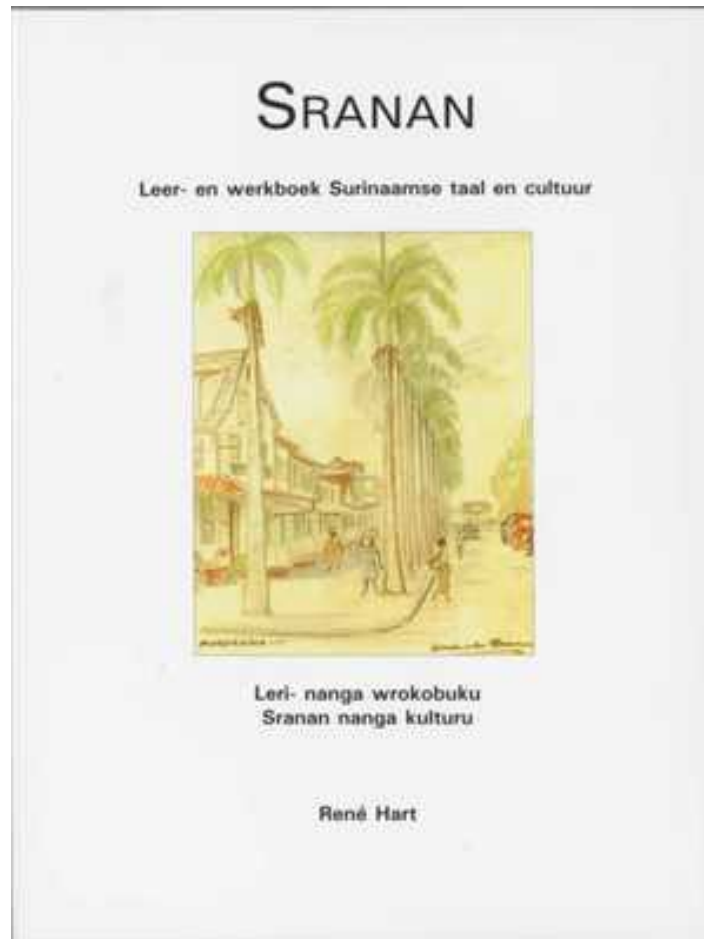 SRANAN
Leer- en werkboek Surinaamse taal en cultuur
Leri- nanga wrokobuku
Sranan nanga kulturu
René Hart